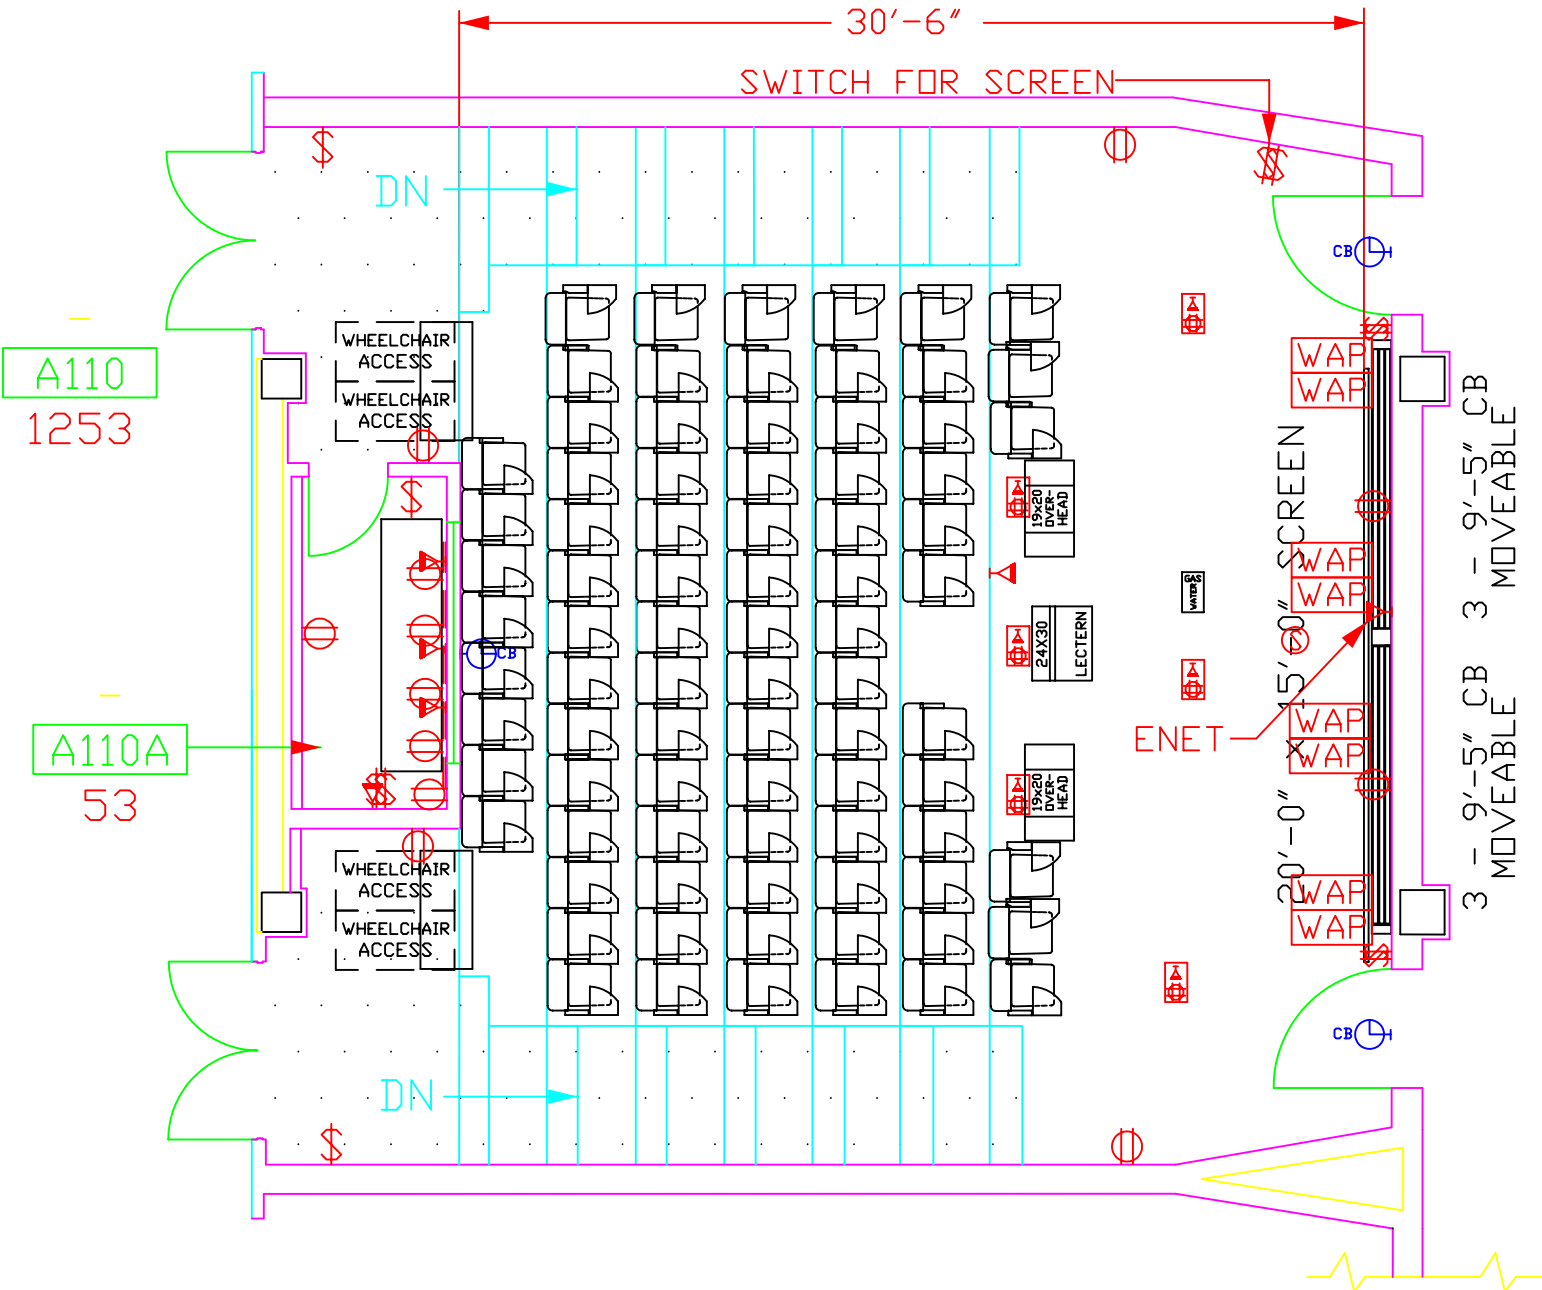 30'-6"
SWITCH FOR SCREEN
DN
CB
WHEELCHAIR
ACCESS
WHEELCHAIR
ACCESS
A110
1253
WAP
WAP
19x20
OVER-
HEAD
GAS
WATER
WAP
WAP
24X30
LECTERN
CB
ENET
A110A
53
WAP
WAP
19x20
OVER-
HEAD
20'-0" x 15'-0" SCREEN
3 - 9'-5" CB
MOVEABLE
3 - 9'-5" CB
MOVEABLE
WHEELCHAIR
ACCESS
WHEELCHAIR
ACCESS
WAP
WAP
CB
DN